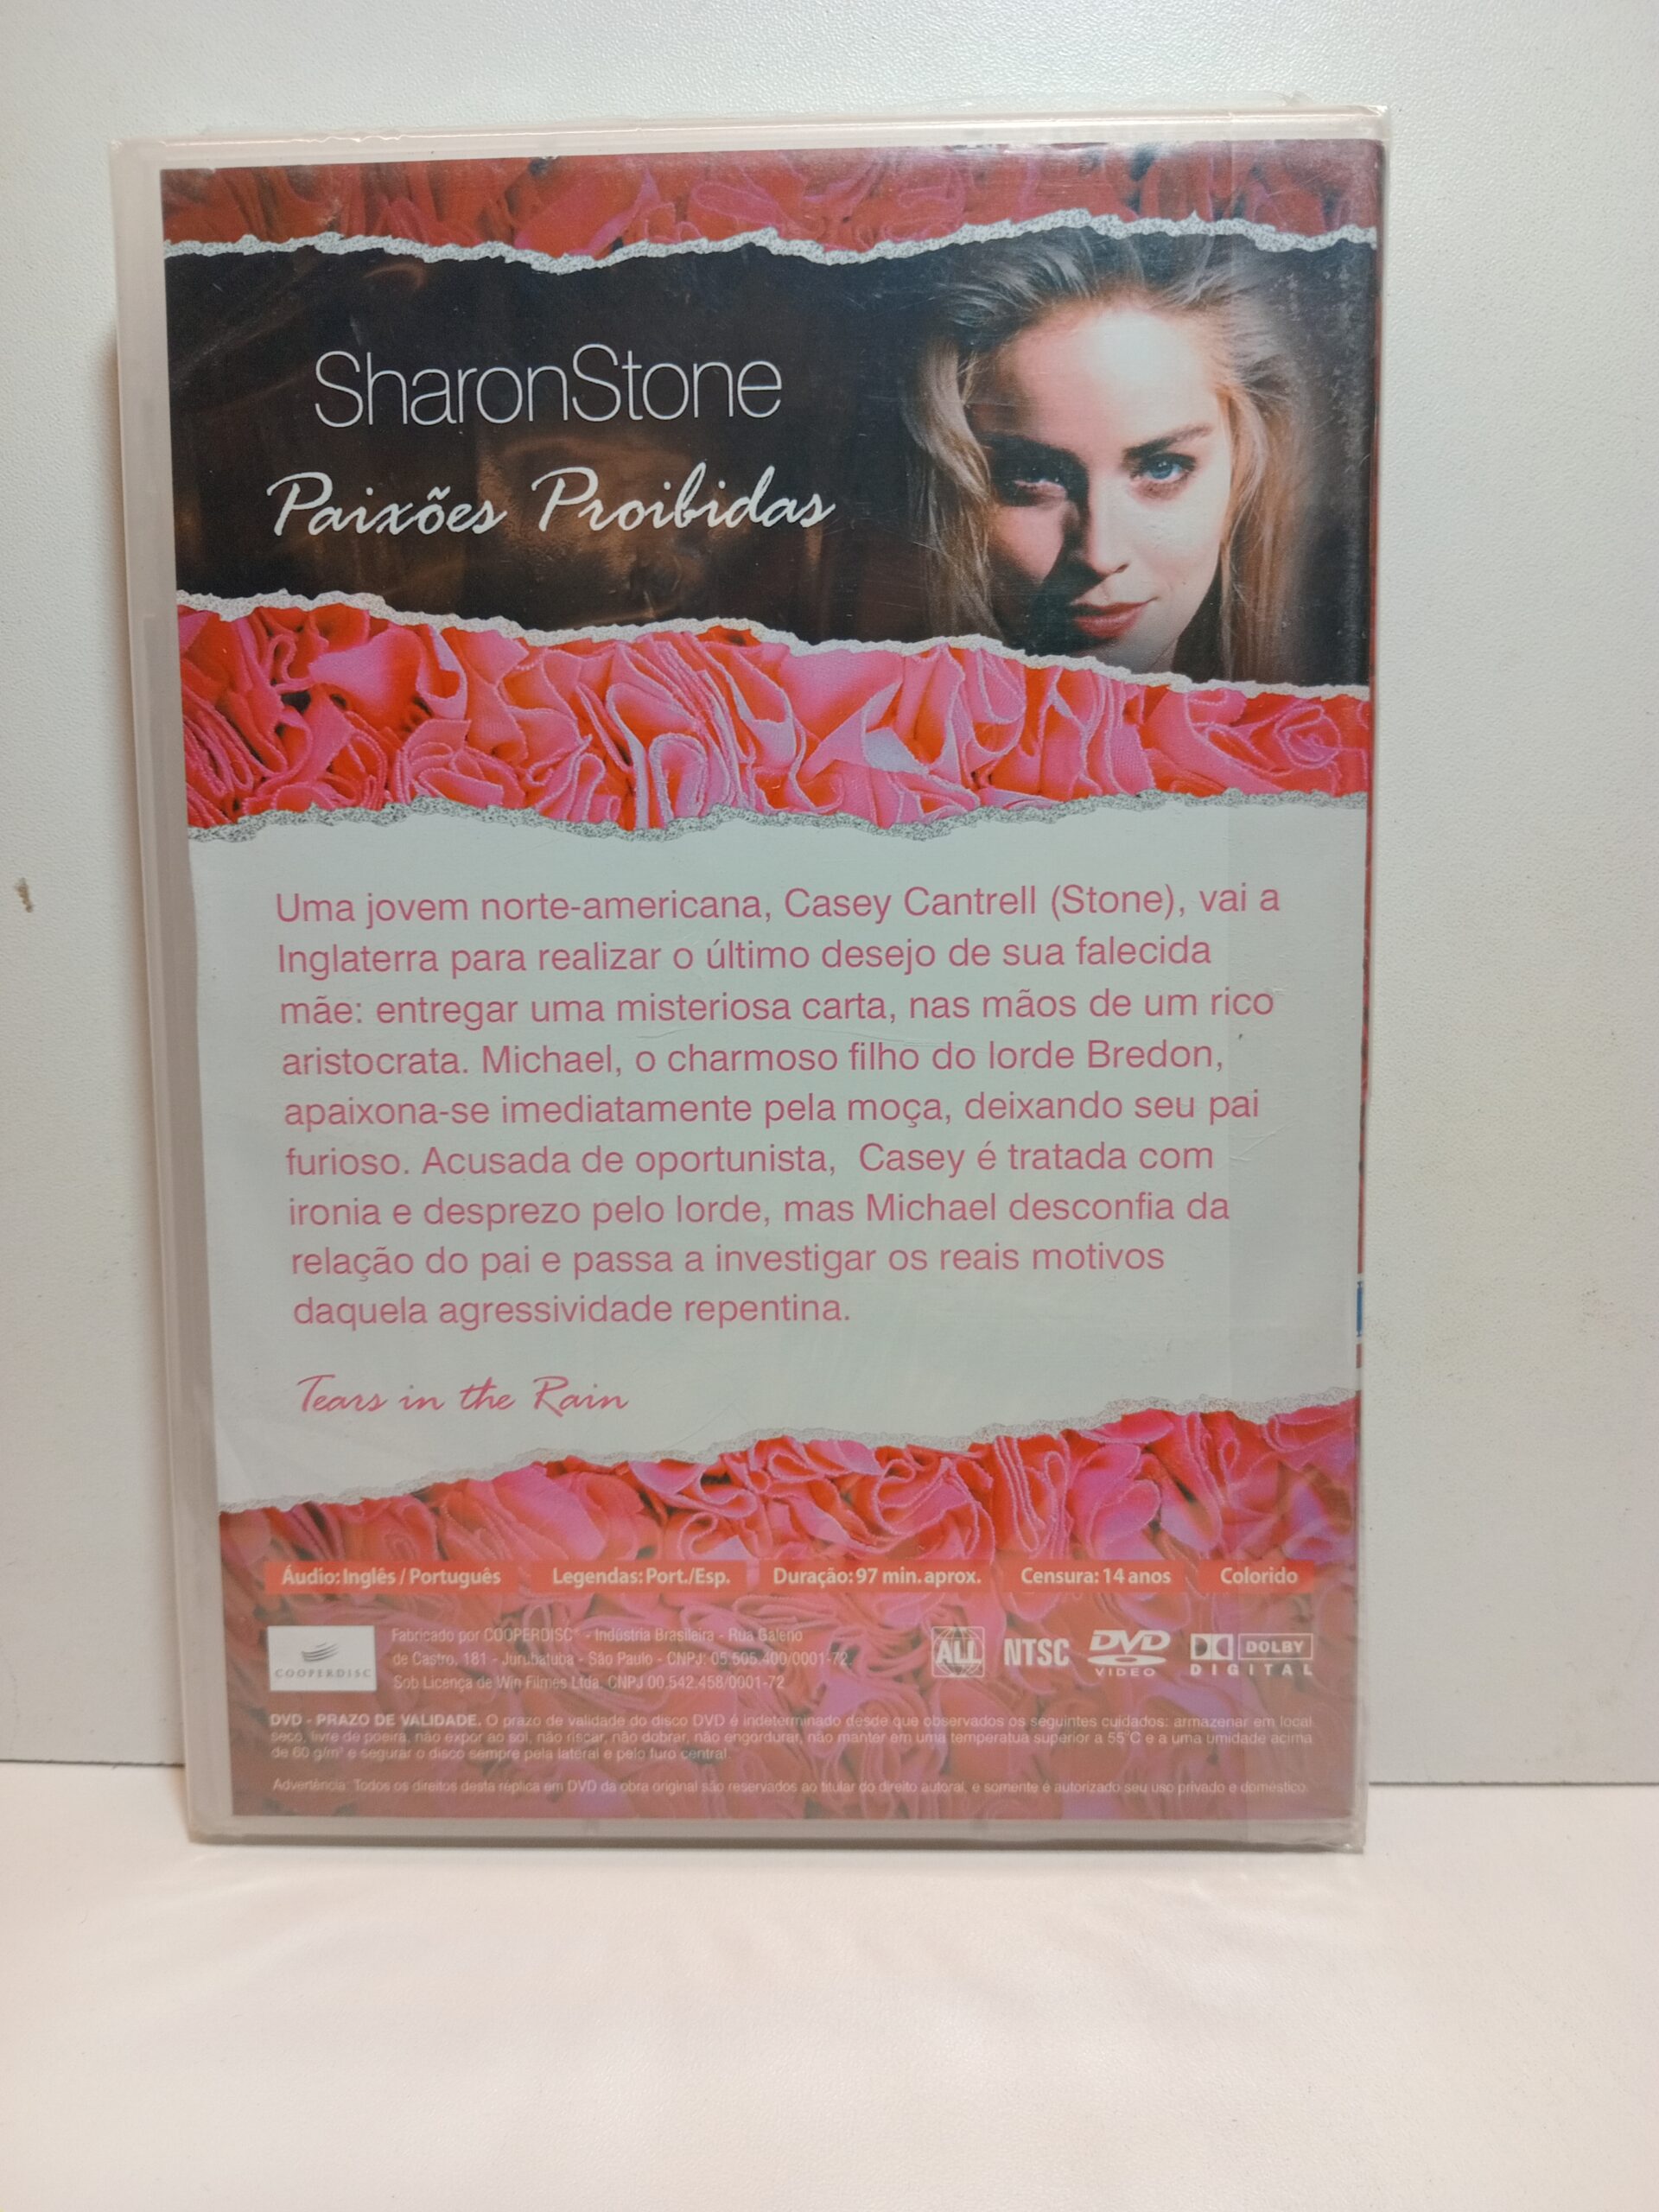 SharonStone
Paixões Proibidas
Uma jovem norte-americana, Casey Cantrell (Stone), vai a
Inglaterra para realizar o último desejo de sua falecida
mãe: entregar uma misteriosa carta, nas mãos de um rico
aristocrata. Michael, o charmoso filho do lorde Bredon,
apaixona-se imediatamente pela moça, deixando seu pai
furioso. Acusada de oportunista, Casey é tratada com
ironia e desprezo pelo lorde, mas Michael desconfia da
relação do pai e passa a investigar os reais motivos
daquela agressividade repentina.
Tears in the Rain
Áudio: Inglês / Português Legendas: Port./Esp. Duração: 97 min. aprox. Censura: 14 anos Colorido
COOPERDISC
Fabricado por COOPERDISC - Indústria Brasileira - Rua Galeno
de Castro, 181 - Jurubatuba - São Paulo - CNPJ: 05.505.400/0001-72
Sob Licença de Win Filmes Ltda. CNPJ 00.542.458/0001-72
ALL NTSC DVD VIDEO DOLBY DIGITAL
DVD - PRAZO DE VALIDADE. O prazo de validade do disco DVD é indeterminado desde que observados os seguintes cuidados: armazenar em local
seco, livre de poeira, não expor ao sol, não riscar, não dobrar, não engordurar, não manter em uma temperatua superior a 55°C e a uma umidade acima
de 60 g/m³ e segurar o disco sempre pela lateral e pelo furo central
Advertência: Todos os direitos desta réplica em DVD da obra original são reservados ao titular do direito autoral, e somente é autorizado seu uso privado e doméstico.